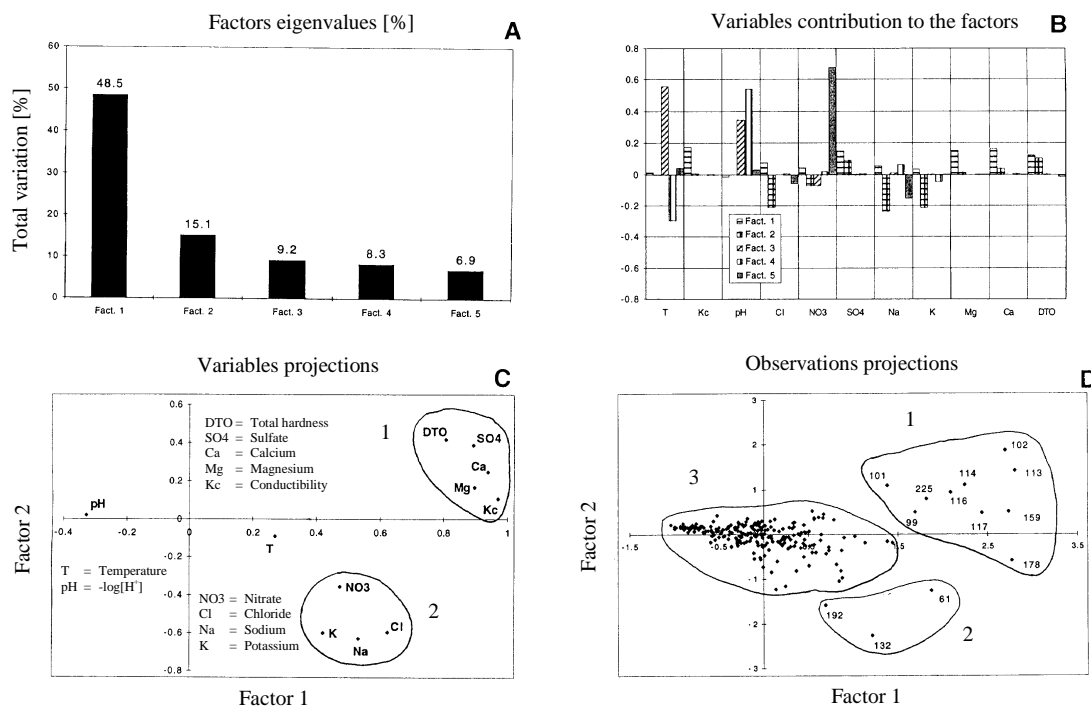 Factors eigenvalues [%]
A
Total variation [%]
60
50
40
30
20
10
0
48.5
15.1
9.2
8.3
6.9
Fact. 1 Fact. 2 Fact. 3 Fact. 4 Fact. 5
Variables contribution to the factors
B
0.8
0.6
0.4
0.2
0
-0.2
-0.4
-0.6
-0.8
Fact. 1
Fact. 2
Fact. 3
Fact. 4
Fact. 5
T Kc pH Cl NO3 SO4 Na K Mg Ca DTO
Variables projections
C
Factor 2
0.6
0.4
0.2
0
-0.2
-0.4
-0.6
-0.8
-0.4 -0.2 0 0.2 0.4 0.6 0.8 1
DTO = Total hardness
SO4 = Sulfate
Ca = Calcium
Mg = Magnesium
Kc = Conductibility
1
DTO
SO4
Ca
Mg
Kc
pH
T
T = Temperature
pH = -log[H+]
NO3 = Nitrate
Cl = Chloride
Na = Sodium
K = Potassium
NO3
K
Cl
Na
2
Factor 1
Observations projections
D
Factor 2
3
2
1
-1
-2
-3
-1.5 -0.5 0.5 1.5 2.5 3.5
1
102
101
114
113
225
116
99
117
159
178
3
61
192
132
2
Factor 1